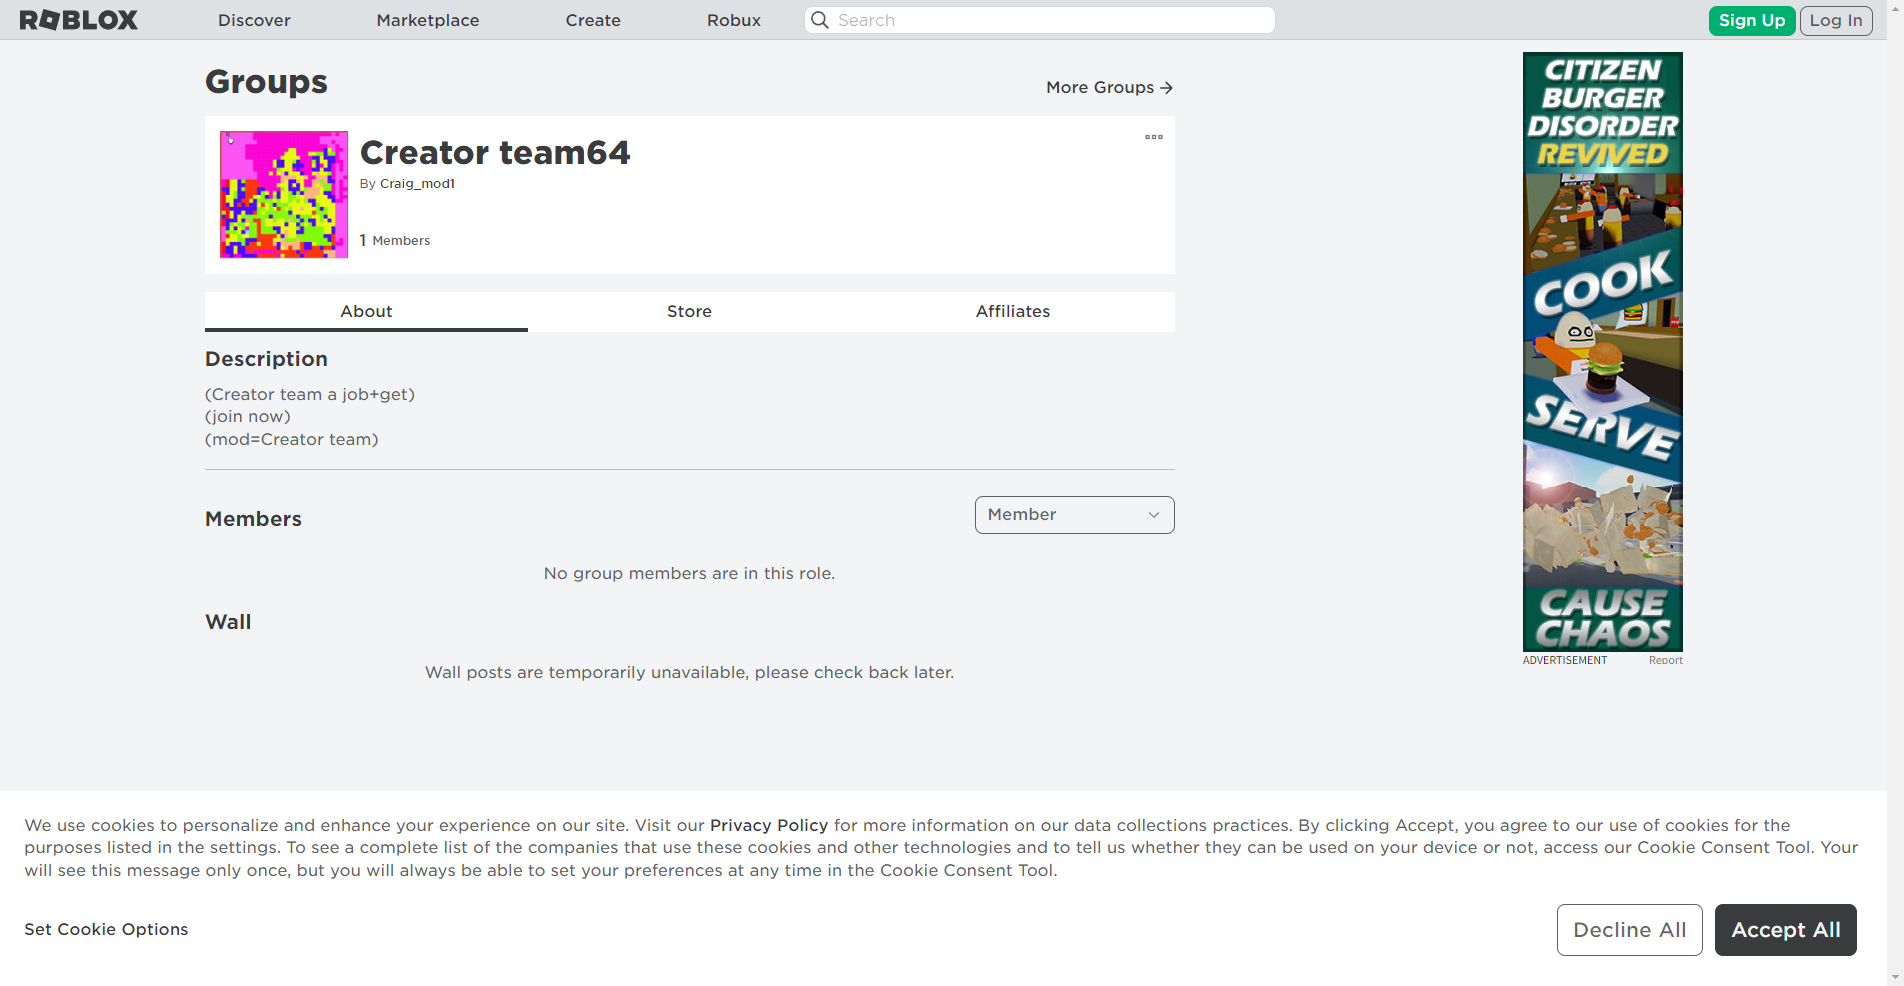 ROBLOX
Discover
Marketplace
Create
Robux
Search
Sign Up
Log In
Groups
More Groups
Creator team64
By Craig_mod1
1 Members
About
Store
Affiliates
Description
(Creator team a job+get)
(join now)
(mod=Creator team)
Members
Member
No group members are in this role.
Wall
Wall posts are temporarily unavailable, please check back later.
CITIZEN
BURGER
DISORDER
REVIVED
COOK
SERVE
CAUSE
CHAOS
ADVERTISEMENT
Report
We use cookies to personalize and enhance your experience on our site. Visit our Privacy Policy for more information on our data collections practices. By clicking Accept, you agree to our use of cookies for the
purposes listed in the settings. To see a complete list of the companies that use these cookies and other technologies and to tell us whether they can be used on your device or not, access our Cookie Consent Tool. Your
will see this message only once, but you will always be able to set your preferences at any time in the Cookie Consent Tool.
Set Cookie Options
Decline All
Accept All